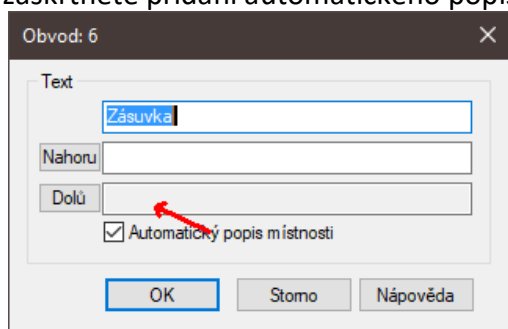 zaškrtnete přidání automatického popis
Obvod: 6
Text
Zásuvka
Nahoru
Dolů
Automatický popis místnosti
OK
Storno
Nápověda